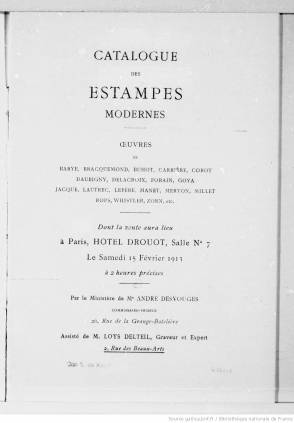 CATALOGUE
DES
ESTAMPES
MODERNES
ŒUVRES
DE
BARYE, BRACQUEMOND, BUHOT, CARRIÈRE, COROT
DAUBIGNY, DELACROIX, FORAIN, GOYA
JACQUE, LAUTREC, LEPÈRE, MANET, MERYON, MILLET
ROPS, WHISTLER, ZORN, etc.
Dont la vente aura lieu
à Paris, HOTEL DROUOT, Salle N° 7
Le Samedi 15 Février 1913
à 2 heures précises
Par le Ministère de Me ANDRÉ DESVOUGES
COMMISSAIRE-PRISEUR
26, Rue de la Grange-Batelière
Assisté de M. LOYS DELTEIL, Graveur et Expert
2, Rue des Beaux-Arts
Source gallica.bnf.fr / Bibliothèque nationale de France